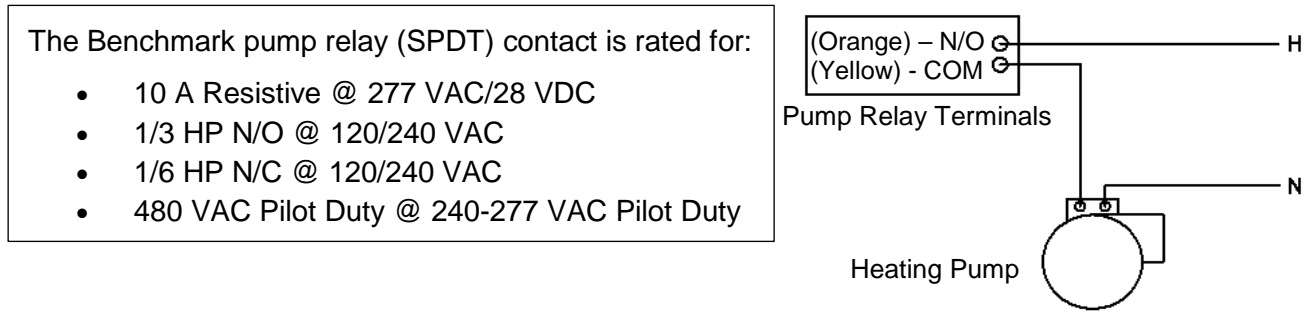 The Benchmark pump relay (SPDT) contact is rated for:
• 10 A Resistive @ 277 VAC/28 VDC
• 1/3 HP N/O @ 120/240 VAC
• 1/6 HP N/C @ 120/240 VAC
• 480 VAC Pilot Duty @ 240-277 VAC Pilot Duty
(Orange) – N/O
H
(Yellow) - COM
Pump Relay Terminals
N
Heating Pump